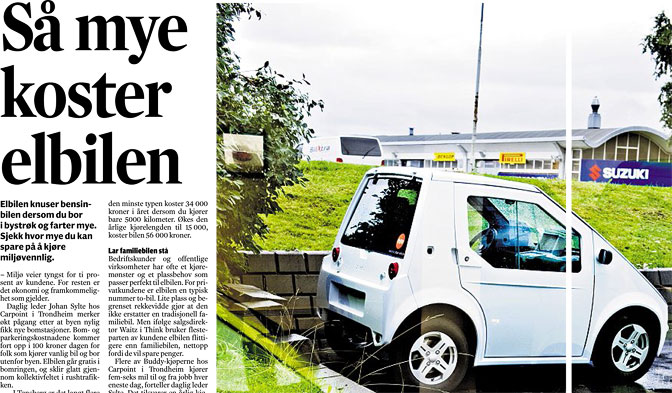 Så mye
koster
elbilen
Elbilen knuser bensin-
bilen dersom du bor
i bystrøk og farter mye.
Sjekk hvor mye du kan
spare på å kjøre
miljøvennlig.
– Miljø veier tyngst for ti pro-
sent av kundene. For resten er
det økonomi og framkommelig-
het som gjelder.
Daglig leder Johan Sylte hos
Carpoint i Trondheim merker
økt pågang etter at byen nylig
fikk nye bomstasjoner. Bom- og
parkeringskostnadene kommer
fort opp i 100 kroner dagen for
folk som kjører vanlig bil og bor
utenfor byen. Elbilen går gratis i
bomringen, og sklir glatt gjen-
nom kollektivfeltet i rushtrafik-
ken.
den minste typen koster 34 000
kroner i året dersom du kjører
bare 5000 kilometer. Økes den
årlige kjørelengden til 15 000,
koster bilen 56 000 kroner.
Lar familiebilen stå
Bedriftskunder og offentlige
virksomheter har ofte et kjøre-
mønster og et plassbehov som
passer perfekt til elbilen. For pri-
vatkundene er elbilen en typisk
nummer to-bil. Lite plass og be-
grenset rekkevidde gjør at den
ikke erstatter en tradisjonell fa-
miliebil. Men ifølge salgsdirek-
tør Waitz i Think bruker fleste-
parten av kundene elbilen flitti-
gere enn familiebilen, nettopp
fordi de vil spare penger.
Flere av Buddy-kjøperne hos
Carpoint i Trondheim kjører
fem-seks mil til og fra jobb hver
eneste dag, forteller daglig leder
PIRELLI
SUZUKI